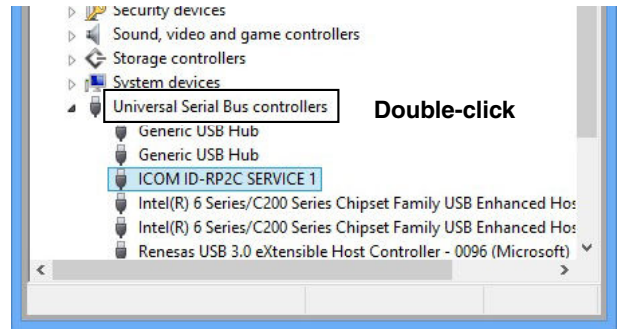 Security devices
Sound, video and game controllers
Storage controllers
System devices
Universal Serial Bus controllers
Double-click
Generic USB Hub
Generic USB Hub
ICOM ID-RP2C SERVICE 1
Intel(R) 6 Series/C200 Series Chipset Family USB Enhanced Hos
Intel(R) 6 Series/C200 Series Chipset Family USB Enhanced Hos
Renesas USB 3.0 eXtensible Host Controller - 0096 (Microsoft)